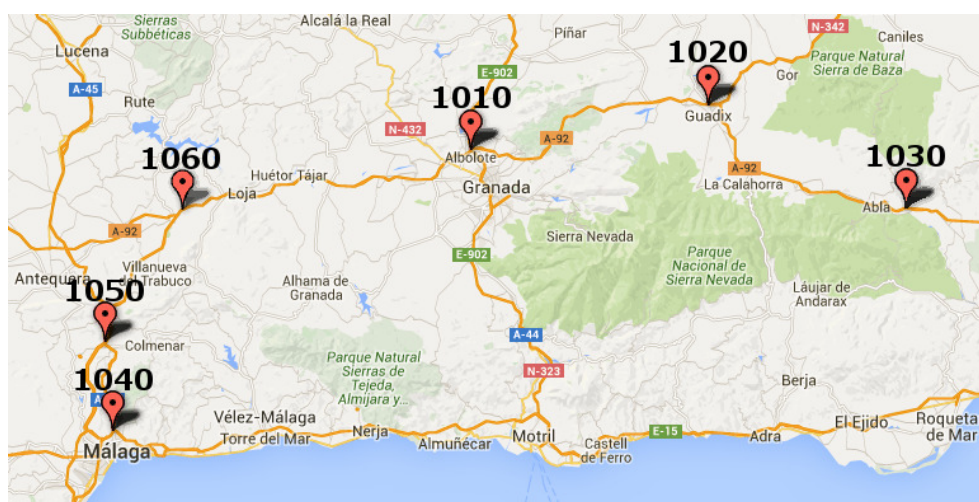 Sierras
Subbéticas
Alcalá la Real
Píñar
N-342
Caniles
Lucena
E-902
1020
Parque Natural
Sierra de Baza
Gor
A-45
Rute
1010
Guadix
N-432
A-92
1060
Albolote
1030
Huétor Tájar
Granada
A-92
Loja
La Calahorra
Abla
A-92
Sierra Nevada
E-902
Parque
Nacional de
Sierra Nevada
Antequera
Villanueva
del Trabuco
Alhama de
Granada
Láujar de
Andarax
1050
A-44
Colmenar
Parque Natural
Sierras de
Tejeda,
Almijara y...
N-323
1040
Berja
Vélez-Málaga
El Ejido
Roquetas
de Mar
Málaga
Torre del Mar
Nerja
Almuñécar
Motril
Castell
de Ferro
E-15
Adra